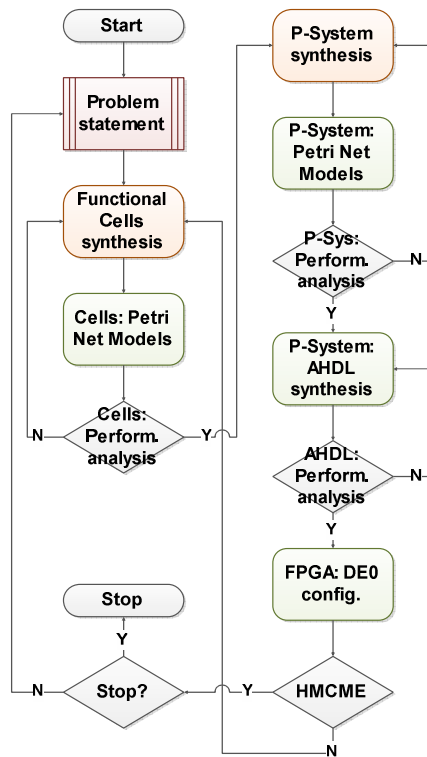 Start
Problem
statement
Functional
Cells
synthesis
Cells: Petri
Net Models
Cells:
Perform.
analysis
N
Y
P-System
synthesis
P-System:
Petri Net
Models
P-Sys:
Perform.
analysis
N
Y
P-System:
AHDL
synthesis
AHDL:
Perform.
analysis
N
Y
FPGA: DE0
config.
HMCME
Y
N
Stop?
N
Y
Stop